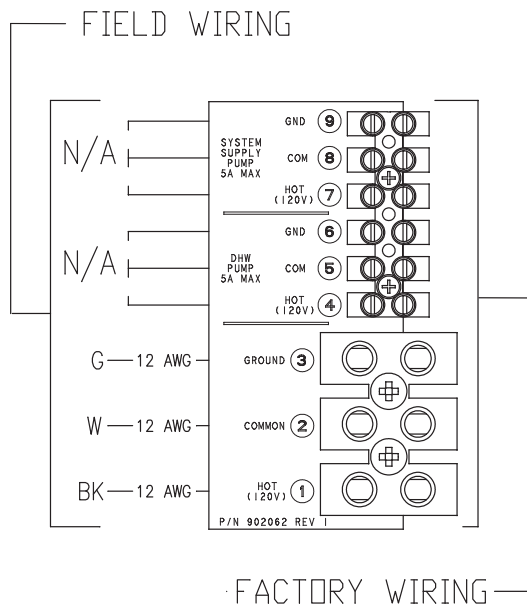 FIELD WIRING
GND 9
N/A
SYSTEM
SUPPLY
PUMP
5A MAX
COM 8
HOT
(120V) 7
GND 6
N/A
DHW
PUMP
5A MAX
COM 5
HOT
(120V) 4
G 12 AWG GROUND 3
W 12 AWG COMMON 2
BK 12 AWG HOT
(120V) 1
P/N 902062 REV 1
FACTORY WIRING